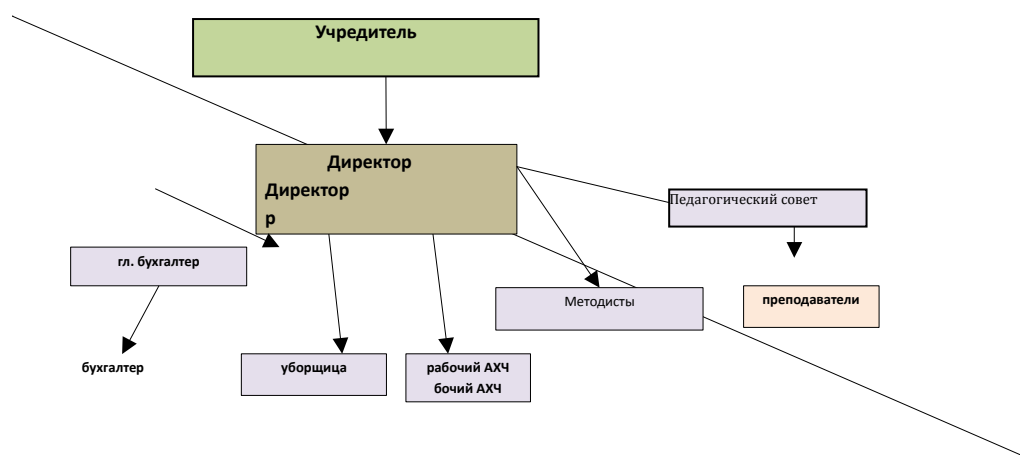 Учредитель
Директор
Директор
р
Педагогический совет
гл. бухгалтер
Методисты
преподаватели
бухгалтер
уборщица
рабочий АХЧ
бочий АХЧ